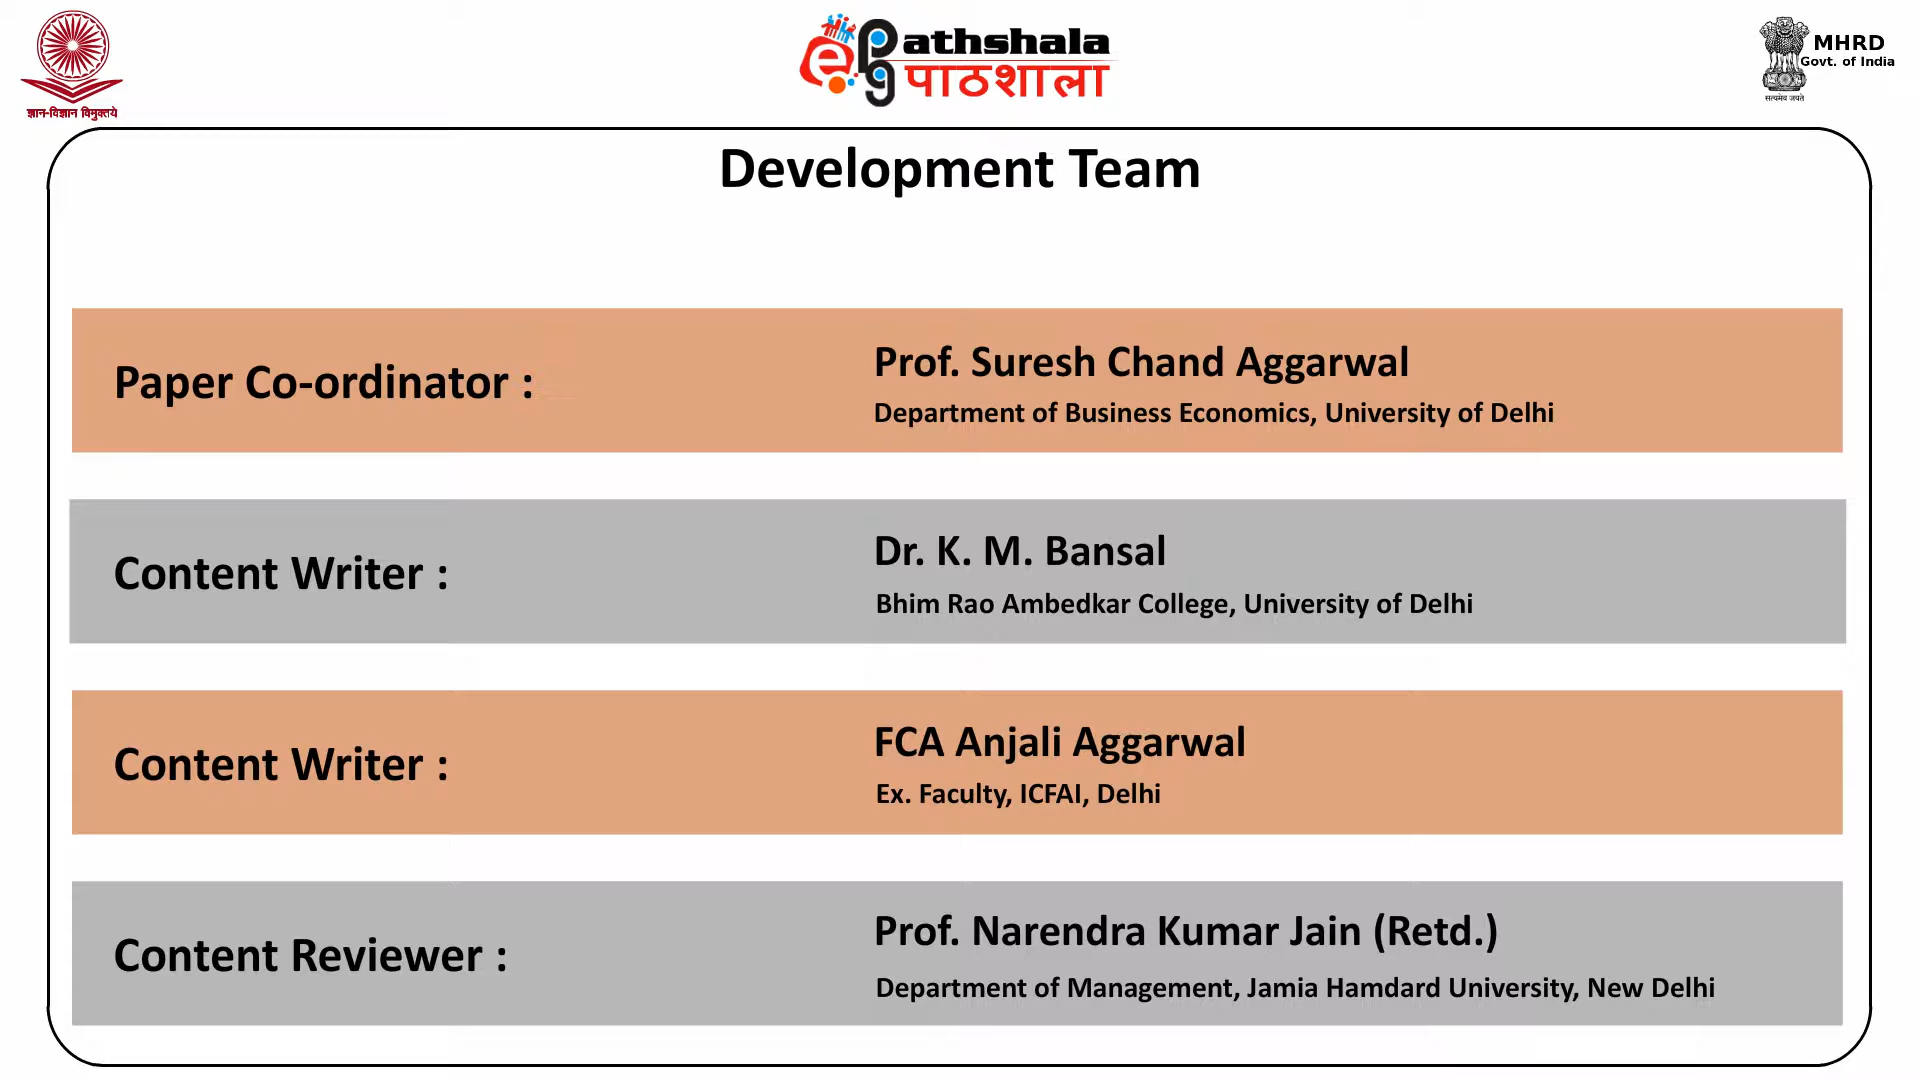 ज्ञान-विज्ञान विमुक्तये
ePG Pathshala
पाठशाला
MHRD
Govt. of India
सत्यमेव जयते
Development Team
Paper Co-ordinator :
Prof. Suresh Chand Aggarwal
Department of Business Economics, University of Delhi
Content Writer :
Dr. K. M. Bansal
Bhim Rao Ambedkar College, University of Delhi
Content Writer :
FCA Anjali Aggarwal
Ex. Faculty, ICFAI, Delhi
Content Reviewer :
Prof. Narendra Kumar Jain (Retd.)
Department of Management, Jamia Hamdard University, New Delhi